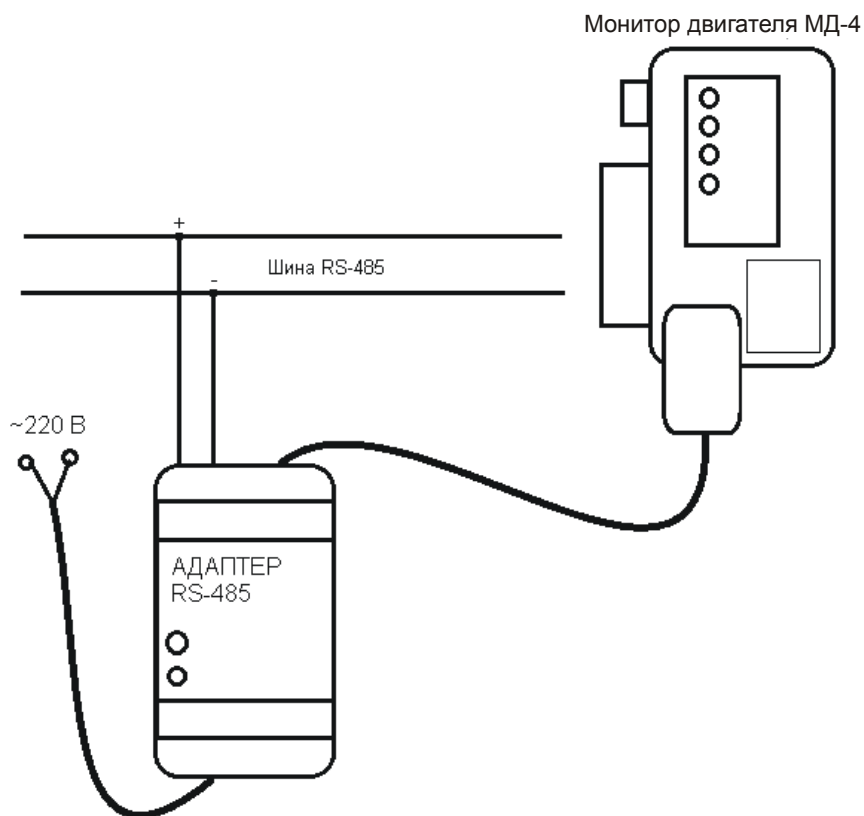 Монитор двигателя МД-4
+
Шина RS-485
-
~220 В
АДАПТЕР
RS-485